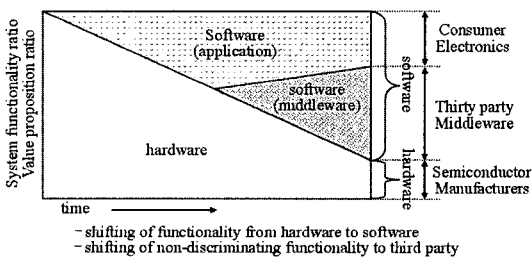 System functionality ratio
Value proposition ratio
Software
(application)
software
(middleware)
hardware
software
hardware
Consumer
Electronics
Thirty party
Middleware
Semiconductor
Manufacturers
time
- shifting of functionality from hardware to software
- shifting of non-discriminating functionality to third party